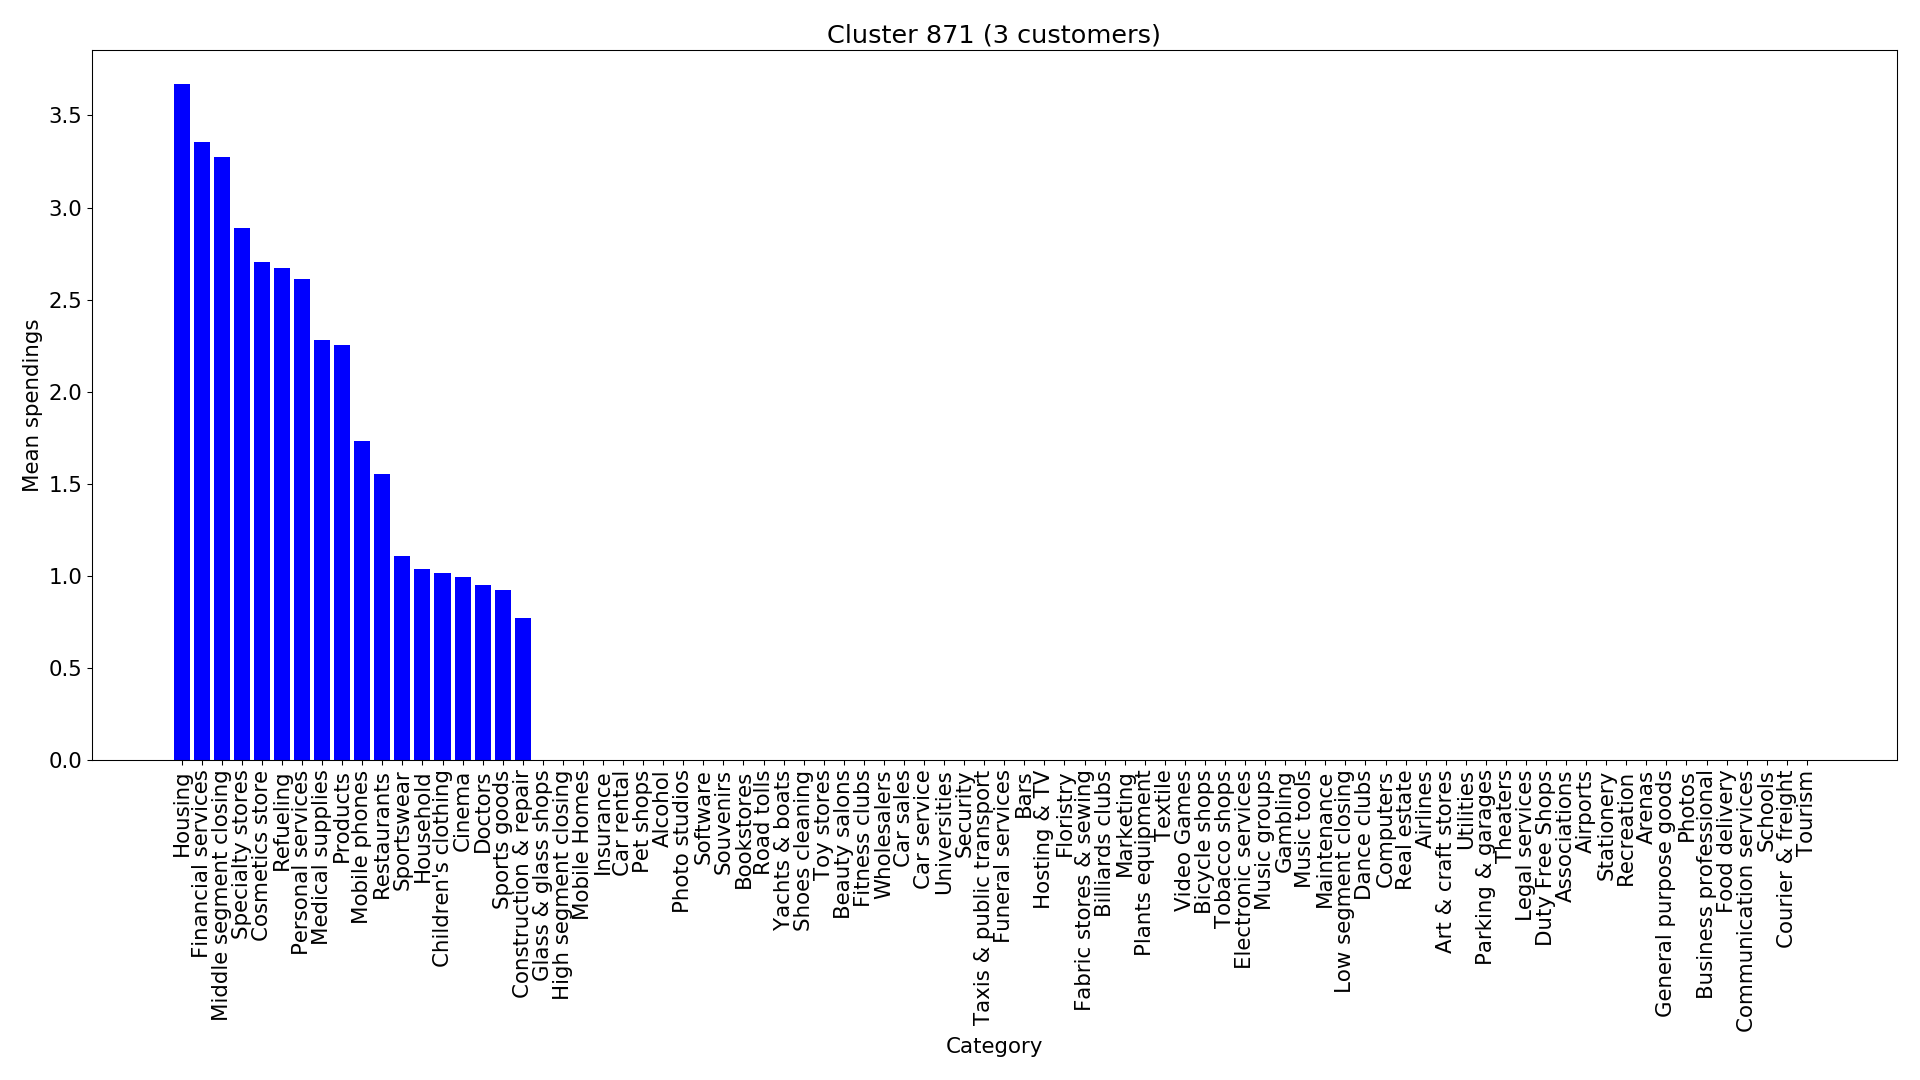 Cluster 871 (3 customers)
Mean spendings
3.5
3.0
2.5
2.0
1.5
1.0
0.5
0.0
Housing
Financial services
Middle segment closing
Specialty stores
Cosmetics store
Refueling
Personal services
Medical supplies
Products
Mobile phones
Restaurants
Sportswear
Household
Children's clothing
Cinema
Doctors
Sports goods
Construction & repair
Glass & glass shops
High segment closing
Mobile Homes
Insurance
Car rental
Pet shops
Alcohol
Photo studios
Software
Souvenirs
Bookstores
Road tolls
Yachts & boats
Shoes cleaning
Toy stores
Beauty salons
Fitness clubs
Wholesalers
Car sales
Car service
Universities
Security
Taxis & public transport
Funeral services
Bars
Hosting & TV
Floristry
Fabric stores & sewing
Billiards clubs
Marketing
Plants equipment
Textile
Video Games
Bicycle shops
Tobacco shops
Electronic services
Music groups
Gambling
Music tools
Maintenance
Low segment closing
Dance clubs
Computers
Real estate
Airlines
Art & craft stores
Utilities
Parking & garages
Theaters
Legal services
Duty Free Shops
Associations
Airports
Stationery
Recreation
Arenas
General purpose goods
Photos
Business professional
Food delivery
Communication services
Schools
Courier & freight
Tourism
Category